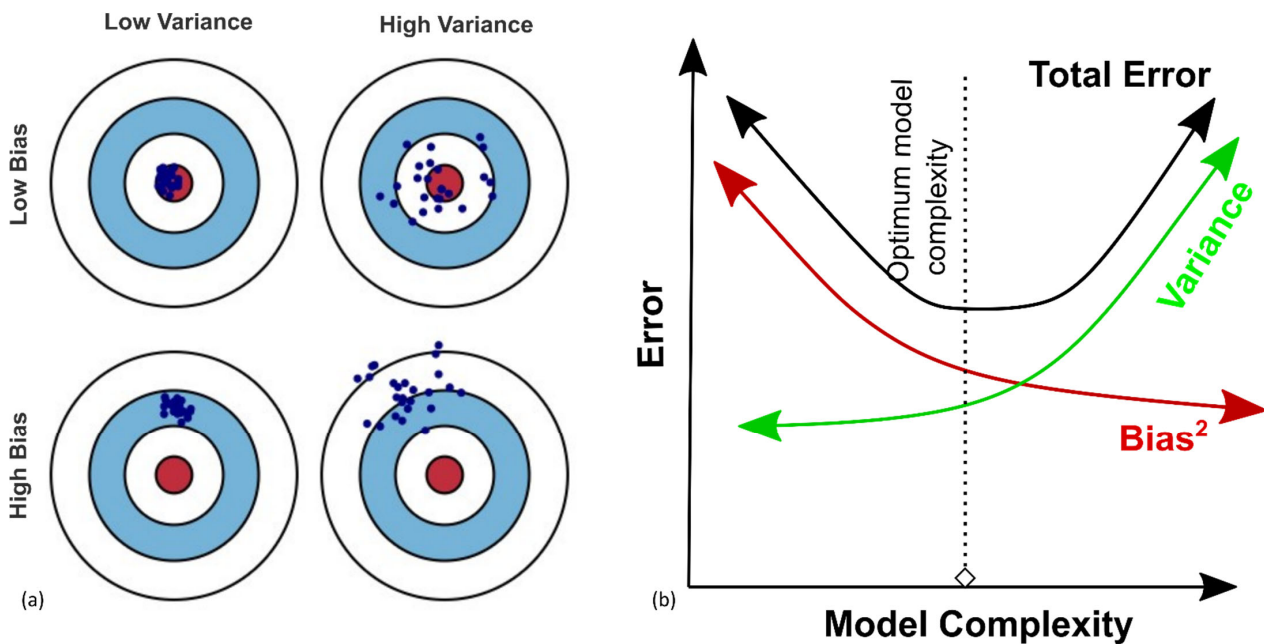 Low Variance
High Variance
Low Bias
High Bias
(a)
Total Error
Optimum model
complexity
Error
Variance
Bias²
(b)
Model Complexity